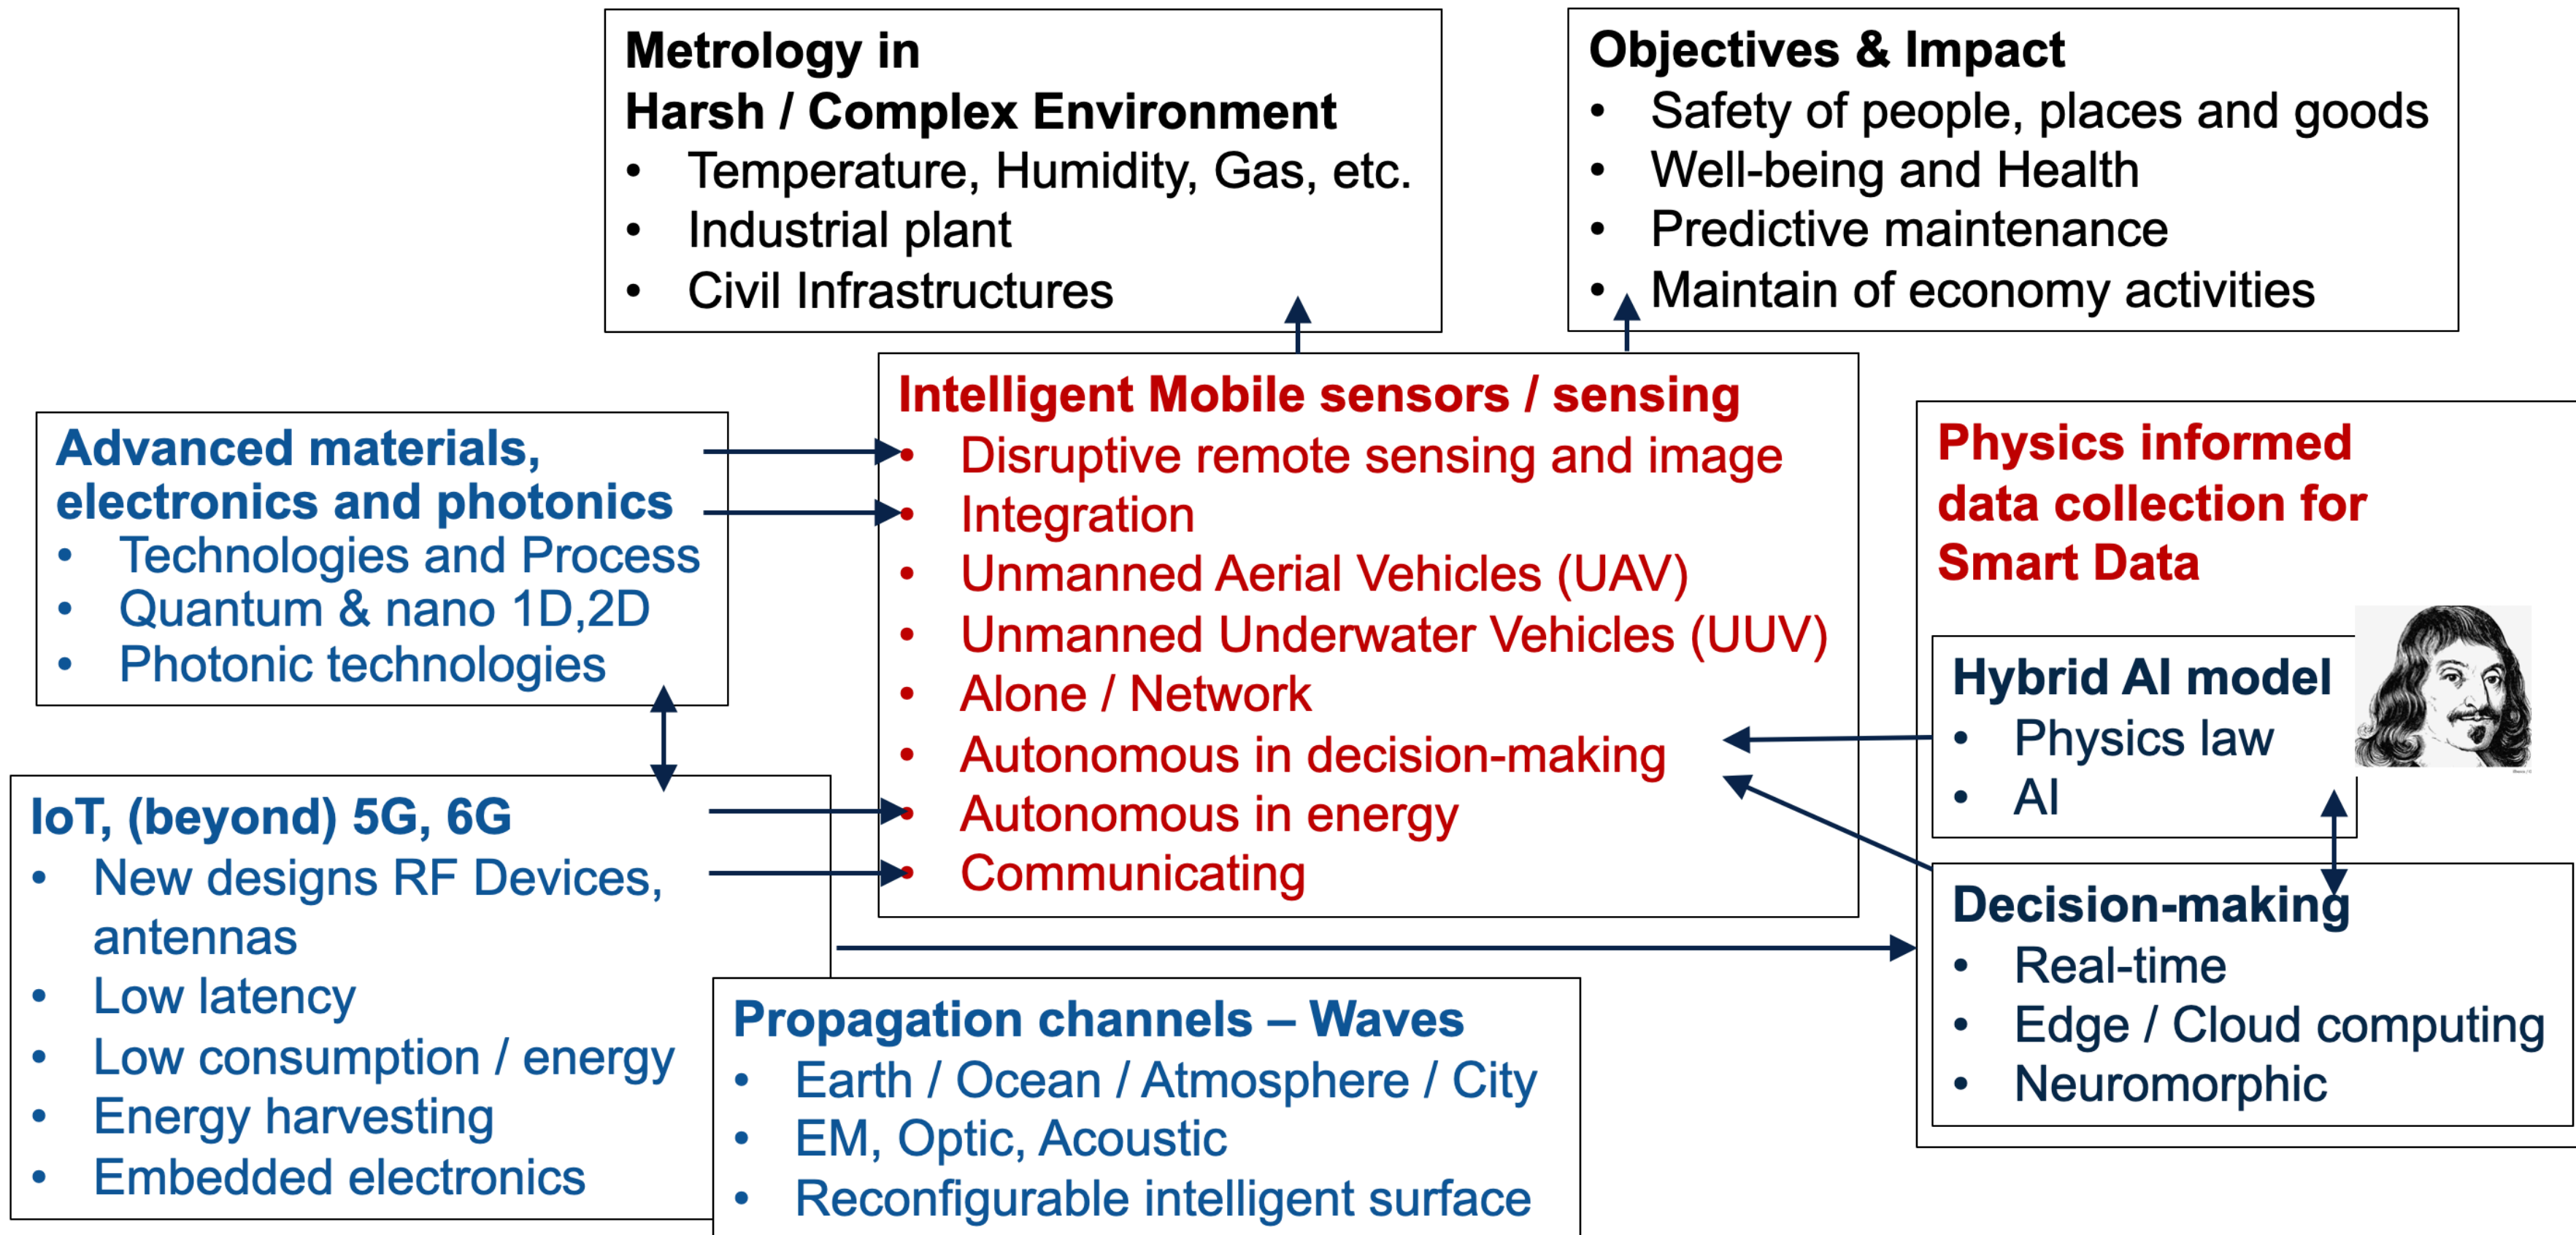 Metrology in
Harsh / Complex Environment
• Temperature, Humidity, Gas, etc.
• Industrial plant
• Civil Infrastructures
Objectives & Impact
• Safety of people, places and goods
• Well-being and Health
• Predictive maintenance
• Maintain of economy activities
Advanced materials,
electronics and photonics
• Technologies and Process
• Quantum & nano 1D,2D
• Photonic technologies
Intelligent Mobile sensors / sensing
• Disruptive remote sensing and image
• Integration
• Unmanned Aerial Vehicles (UAV)
• Unmanned Underwater Vehicles (UUV)
• Alone / Network
• Autonomous in decision-making
• Autonomous in energy
• Communicating
Physics informed
data collection for
Smart Data
Hybrid AI model
• Physics law
• AI
Decision-making
• Real-time
• Edge / Cloud computing
• Neuromorphic
IoT, (beyond) 5G, 6G
• New designs RF Devices,
antennas
• Low latency
• Low consumption / energy
• Energy harvesting
• Embedded electronics
Propagation channels – Waves
• Earth / Ocean / Atmosphere / City
• EM, Optic, Acoustic
• Reconfigurable intelligent surface